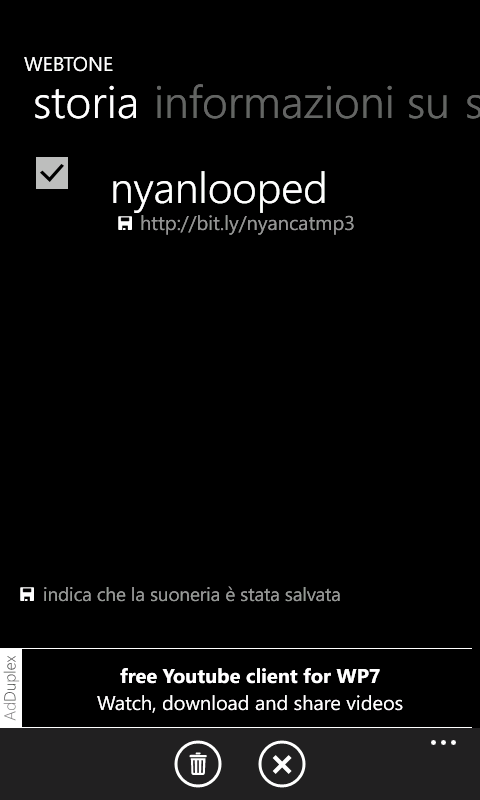 WEBTONE
storia informazioni su s
nyanlooped
http://bit.ly/nyancatmp3
indica che la suoneria è stata salvata
AdDuplex
free Youtube client for WP7
Watch, download and share videos